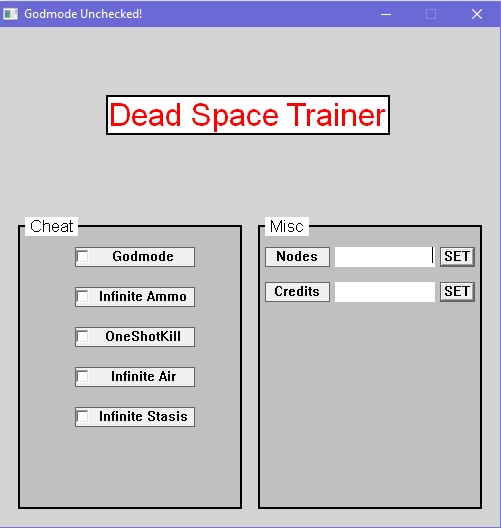 Godmode Unchecked!
Dead Space Trainer
Cheat
Godmode
Infinite Ammo
OneShotKill
Infinite Air
Infinite Stasis
Misc
Nodes SET
Credits SET